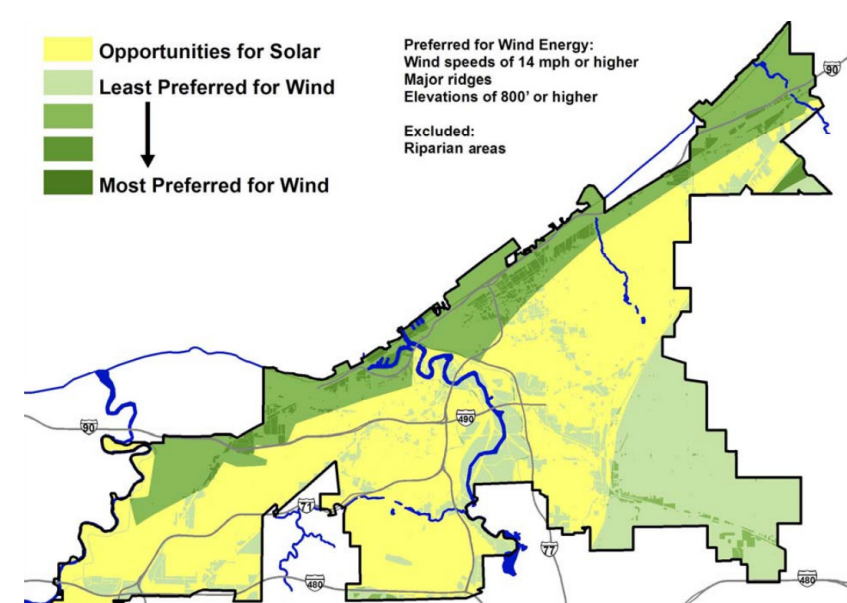 Opportunities for Solar
Least Preferred for Wind
Most Preferred for Wind
Preferred for Wind Energy:
Wind speeds of 14 mph or higher
Major ridges
Elevations of 800' or higher
Excluded:
Riparian areas
90
90
490
71
77
480
480